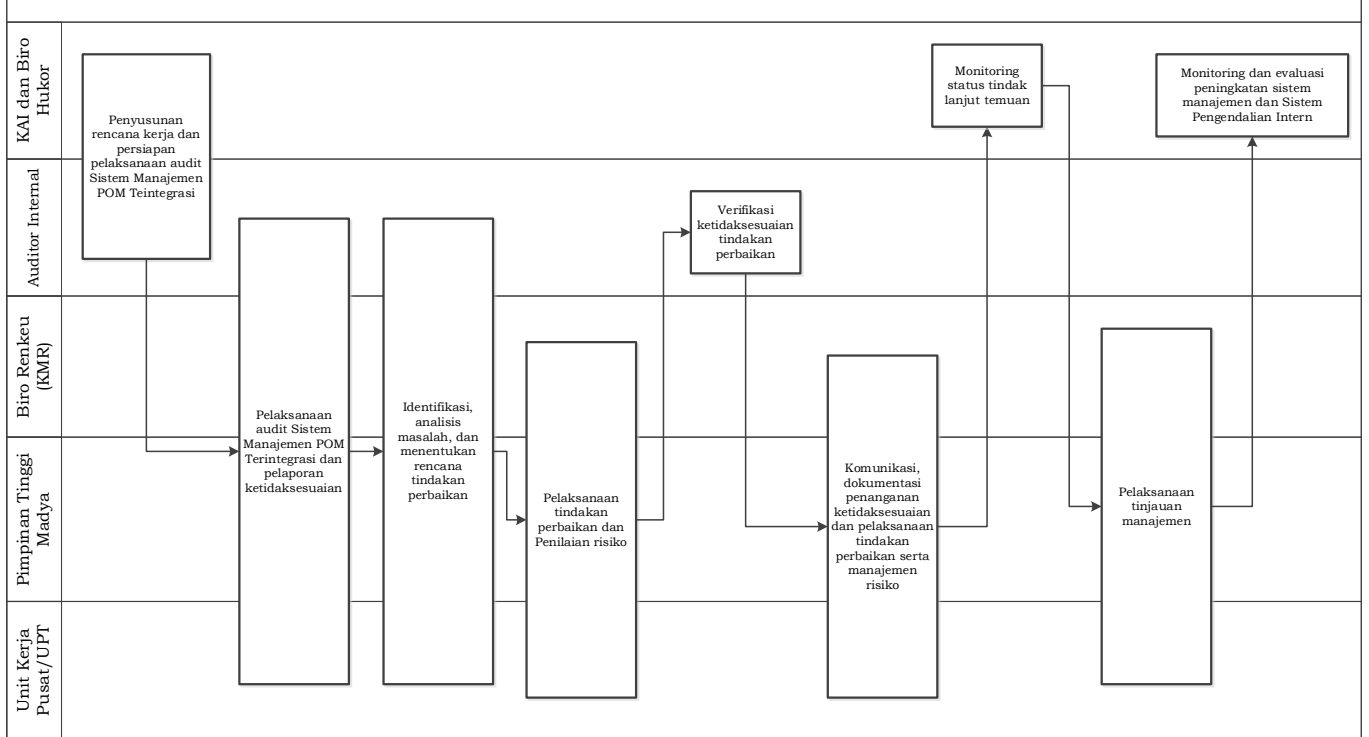 KAI dan Biro
Hukor
Auditor Internal
Biro Renkeu
(KMR)
Pimpinan Tinggi
Madya
Unit Kerja
Pusat/UPT
Penyusunan
rencana kerja dan
persiapan
pelaksanaan audit
Sistem Manajemen
POM Teintegrasi
Pelaksanaan
audit Sistem
Manajemen POM
Terintegrasi dan
pelaporan
ketidaksesuaian
Identifikasi,
analisis
masalah, dan
menentukan
rencana
tindakan
perbaikan
Pelaksanaan
tindakan
perbaikan dan
Penilaian risiko
Verifikasi
ketidaksesuaian
tindakan
perbaikan
Komunikasi,
dokumentasi
penanganan
ketidaksesuaian
dan pelaksanaan
tindakan
perbaikan serta
manajemen
risiko
Monitoring
status tindak
lanjut temuan
Pelaksanaan
tinjauan
manajemen
Monitoring dan evaluasi
peningkatan sistem
manajemen dan Sistem
Pengendalian Intern